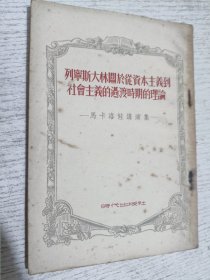 列寧斯大林關於從資本主義到
社會主義的過渡時期的理論
—馬卡洛娃講演集—
時代出版社